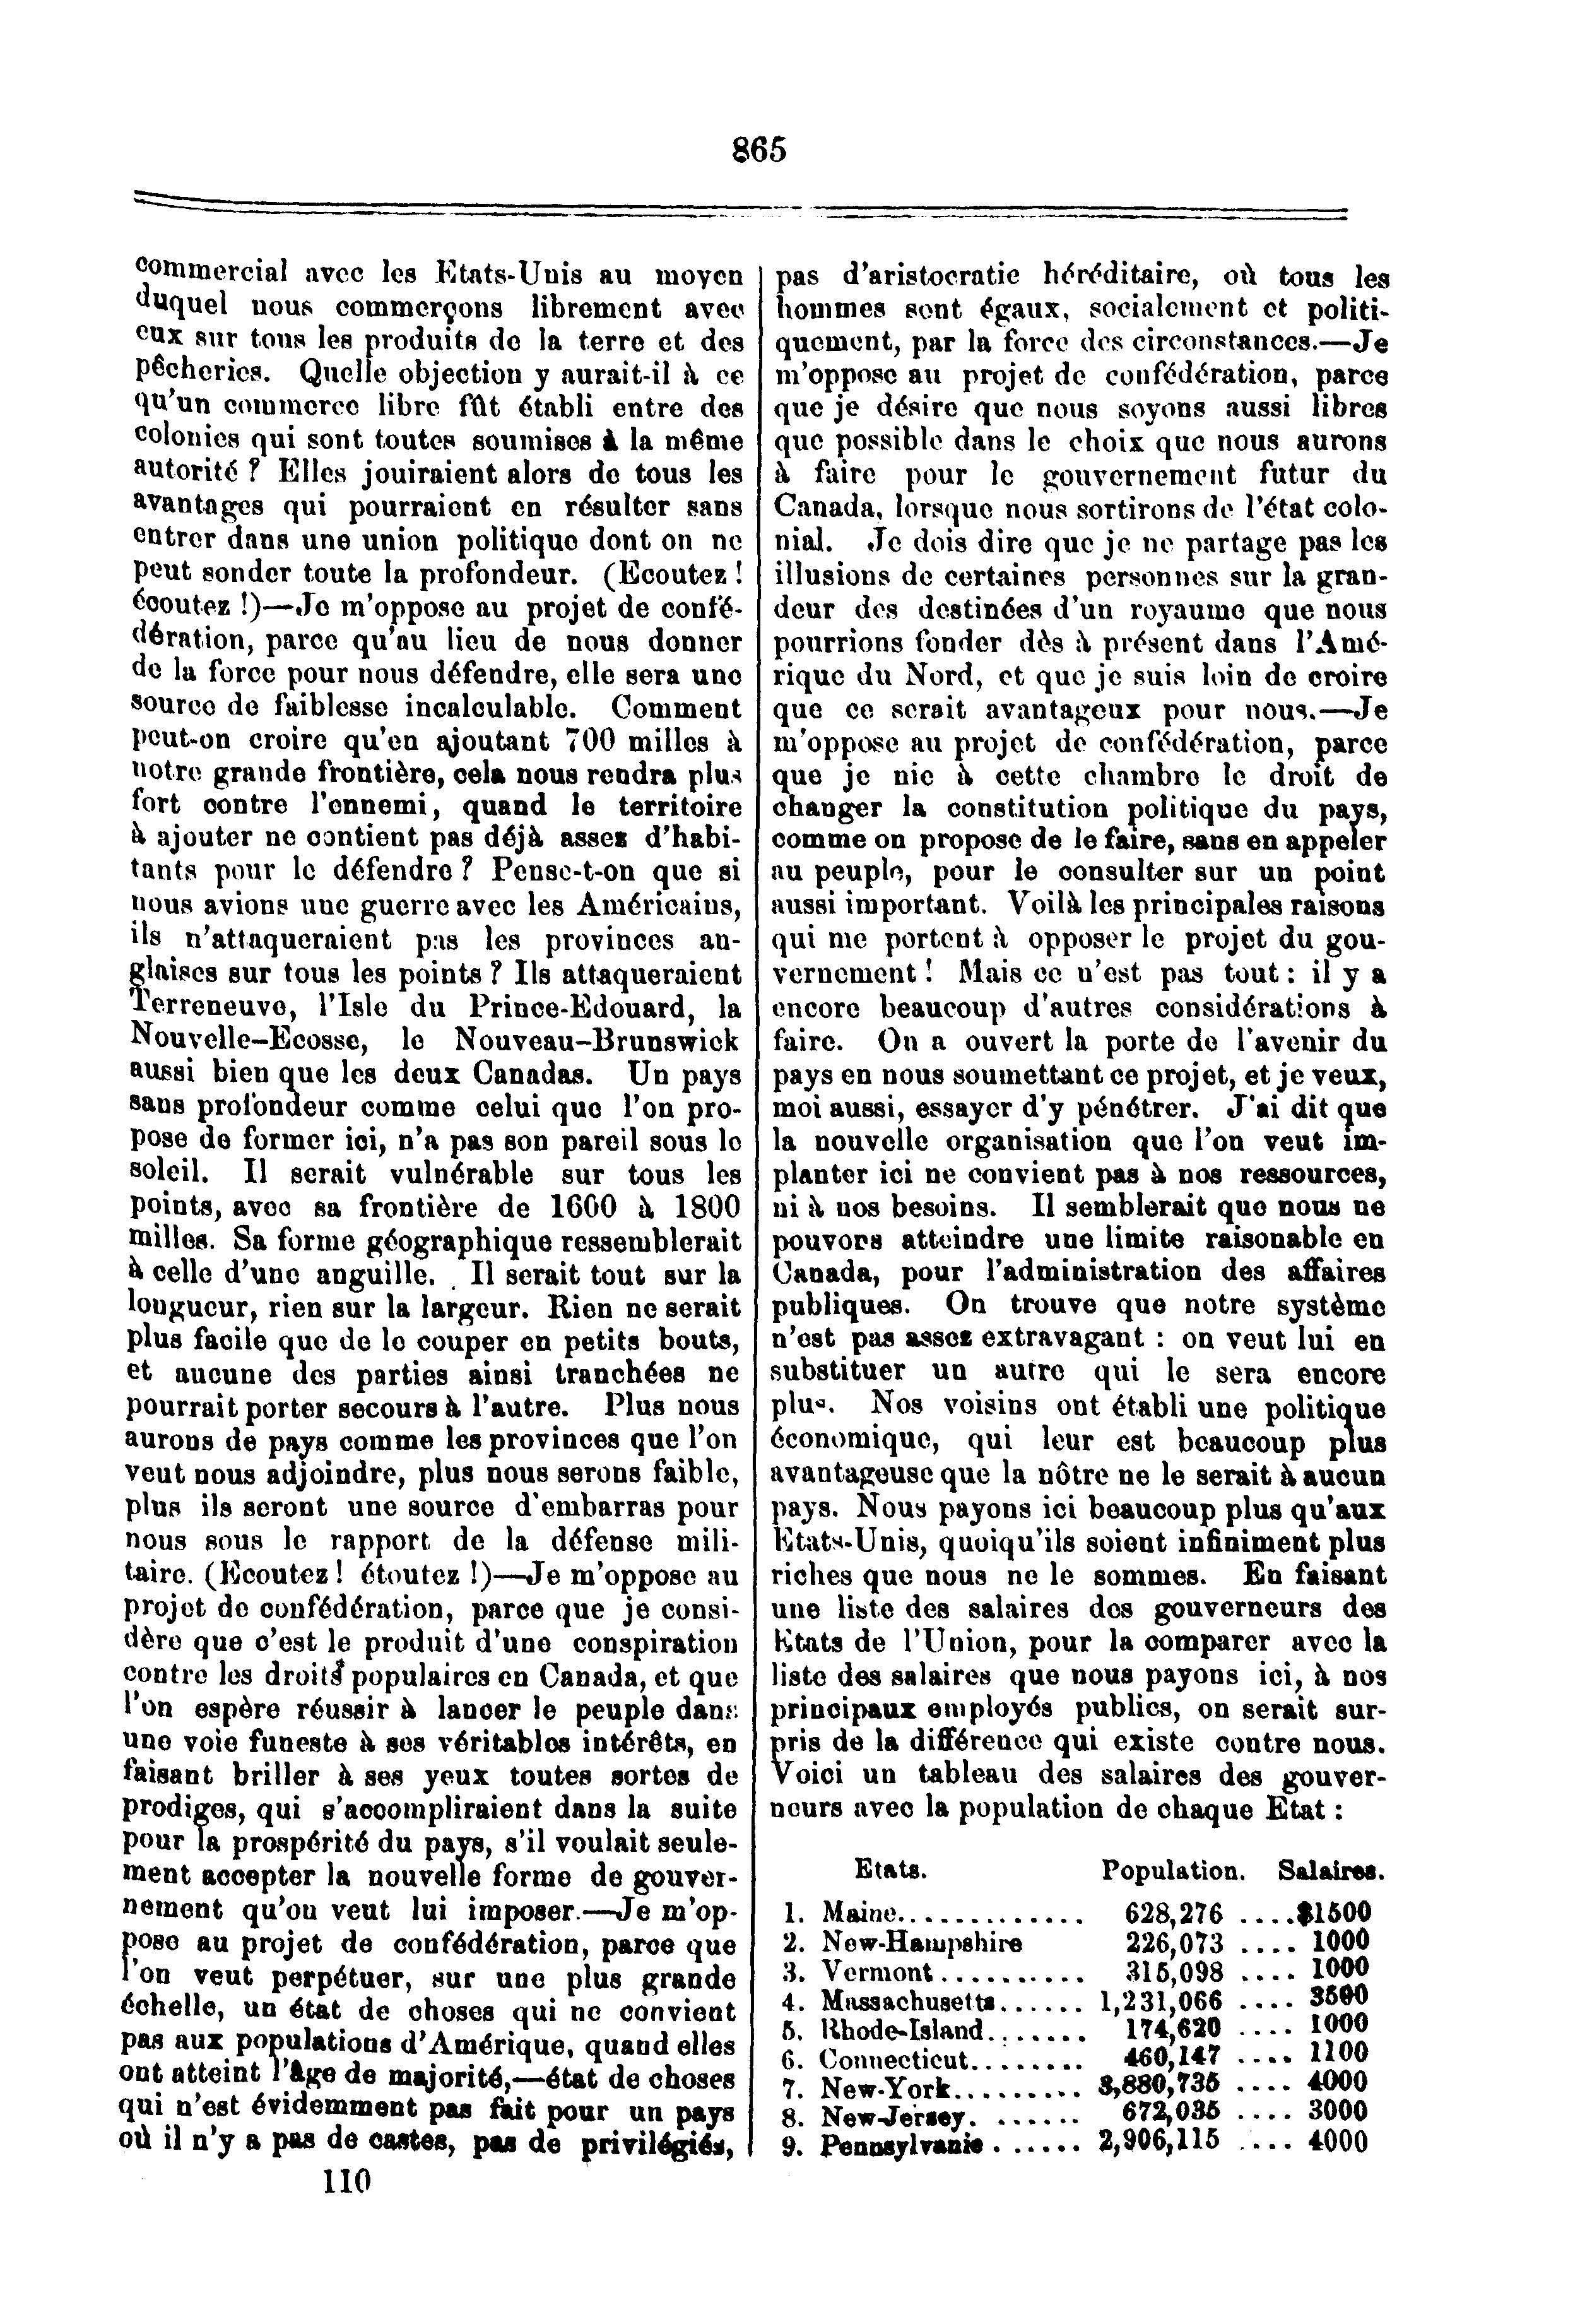 865
commercial avec les Etats-Unis au moyen
duquel nous commerçons librement avec
eux sur tous les produits de la terre et des
pêcheries. Quelle objection y aurait-il à ce
qu'un commerce libre fût établi entre des
colonies qui sont toutes soumises à la même
autorité ? Elles jouiraient alors de tous les
avantages qui pourraient en résulter sans
entrer dans une union politique dont on ne
peut sonder toute la profondeur. (Ecoutez !
écoutez !)—Je m'oppose au projet de confé-
dération, parce qu'au lieu de nous donner
de la force pour nous défendre, elle sera une
source de faiblesse incalculable. Comment
peut-on croire qu'en ajoutant 700 milles à
notre grande frontière, cela nous rendra plus
fort contre l'ennemi, quand le territoire
à ajouter ne contient pas déjà assez d'habi-
tants pour le défendre ? Pense-t-on que si
nous avions une guerre avec les Américains,
ils n'attaqueraient pas les provinces an-
glaises sur tous les points ? Ils attaqueraient
Terreneuve, l'Isle du Prince-Edouard, la
Nouvelle-Ecosse, le Nouveau-Brunswick
aussi bien que les deux Canadas. Un pays
sans profondeur comme celui que l'on pro-
pose de former ici, n'a pas son pareil sous le
soleil. Il serait vulnérable sur tous les
points, avec sa frontière de 1600 à 1800
milles. Sa forme géographique ressemblerait
à celle d'une anguille. Il serait tout sur la
longueur, rien sur la largeur. Rien ne serait
plus facile que de le couper en petits bouts,
et aucune des parties ainsi tranchées ne
pourrait porter secours à l'autre. Plus nous
aurons de pays comme les provinces que l'on
veut nous adjoindre, plus nous serons faible,
plus ils seront une source d'embarras pour
nous sous le rapport de la défense mili-
taire. (Ecoutez ! étoutez !)—Je m'oppose au
projet de confédération, parce que je consi-
dère que c'est le produit d'une conspiration
contre les droits populaires en Canada, et que
l'on espère réussir à lancer le peuple dans
une voie funeste à ses véritables intérêts, en
faisant briller à ses yeux toutes sortes de
prodiges, qui s'accompliraient dans la suite
pour la prospérité du pays, s'il voulait seule-
ment accepter la nouvelle forme de gouver-
nement qu'on veut lui imposer.—Je m'op-
pose au projet de confédération, parce que
l'on veut perpétuer, sur une plus grande
échelle, un état de choses qui ne convient
pas aux populations d'Amérique, quand elles
ont atteint l'âge de majorité,—état de choses
qui n'est évidemment pas fait pour un pays
où il n'y a pas de castes, pas de privilégiés,
110
pas d'aristocratie héréditaire, où tous les
hommes sont égaux, socialement et politi-
quement, par la force des circonstances.—Je
m'oppose au projet de confédération, parce
que je désire que nous soyons aussi libres
que possible dans le choix que nous aurons
à faire pour le gouvernement futur du
Canada, lorsque nous sortirons de l'état colo-
nial. Je dois dire que je ne partage pas les
illusions de certaines personnes sur la gran-
deur des destinées d'un royaume que nous
pourrions fonder dès à présent dans l'Amé-
rique du Nord, et que je suis loin de croire
que ce serait avantageux pour nous.—Je
m'oppose au projet de confédération, parce
que je nie à cette chambre le droit de
changer la constitution politique du pays,
comme on propose de le faire, sans en appeler
au peuple, pour le consulter sur un point
aussi important. Voilà les principales raisons
qui me portent à opposer le projet du gou-
vernement ! Mais ce n'est pas tout : il y a
encore beaucoup d'autres considérations à
faire. On a ouvert la porte de l'avenir du
pays en nous soumettant ce projet, et je veux,
moi aussi, essayer d'y pénétrer. J'ai dit que
la nouvelle organisation que l'on veut im-
planter ici ne convient pas à nos ressources,
ni à nos besoins. Il semblerait que nous ne
pouvons atteindre une limite raisonable en
Canada, pour l'administration des affaires
publiques. On trouve que notre système
n'est pas assez extravagant : on veut lui en
substituer un autre qui le sera encore
plus. Nos voisins ont établi une politique
économique, qui leur est beaucoup plus
avantageuse que la nôtre ne le serait à aucun
pays. Nous payons ici beaucoup plus qu'aux
Etats-Unis, quoiqu'ils soient infiniment plus
riches que nous ne le sommes. En faisant
une liste des salaires des gouverneurs des
Etats de l'Union, pour la comparer avec la
liste des salaires que nous payons ici, à nos
principaux employés publics, on serait sur-
pris de la différence qui existe contre nous.
Voici un tableau des salaires des gouver-
neurs avec la population de chaque Etat :
Etats. Population. Salaires.
1. Maine.............. 628,276 ....$1500
2. New-Hampshire 226,073 .... 1000
3. Vermont.......... 315,098 .... 1000
4. Massachusetts...... 1,231,066 .... 3500
5. Rhode-Island........ 174,620 .... 1000
6. Connecticut........ 460,147 .... 1100
7. New-York......... 3,880,735 .... 4000
8. New-Jersey. ...... 672,035 .... 3000
9. Pennsylvanie ...... 2,906,115 .... 4000